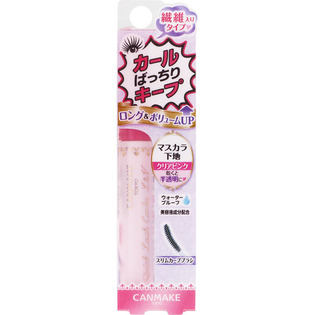 繊維入り
タイプ
カール
ぱっちり
キープ
ロング&ボリュームUP
マスカラ
下地
クリアピンク
乾くと
半透明に
ウォーター
プルーフ
美容液成分配合
スリムカーブブラシ
CANMAKE